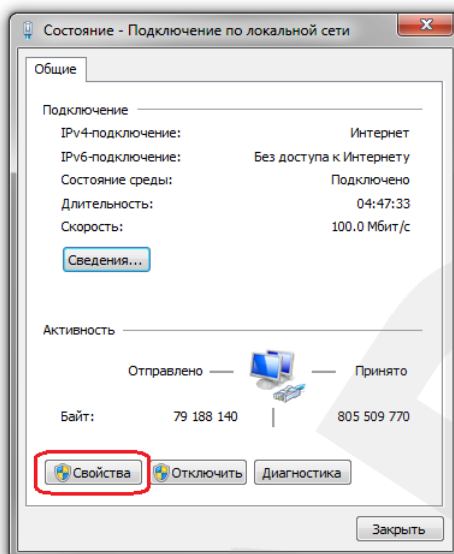 Состояние - Подключение по локальной сети
Общие
Подключение
IPv4-подключение: Интернет
IPv6-подключение: Без доступа к Интернету
Состояние среды: Подключено
Длительность: 04:47:33
Скорость: 100.0 Мбит/с
Сведения...
Активность
Отправлено — — Принято
Байт: 79 188 140 | 805 509 770
Свойства Отключить Диагностика
Закрыть